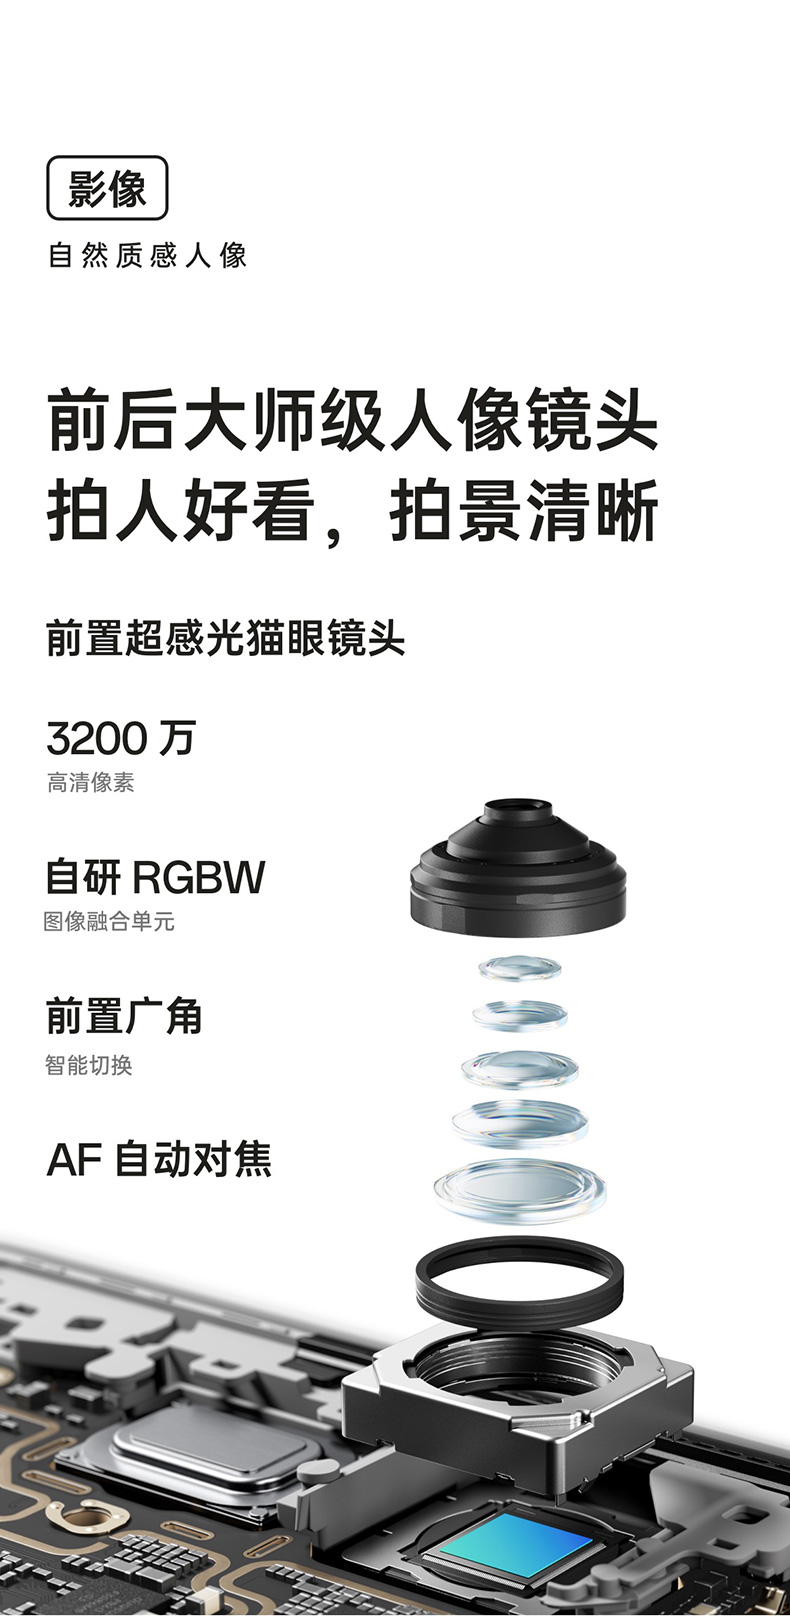 影像
自然质感人像
前后大师级人像镜头
拍人好看，拍景清晰
前置超感光猫眼镜头
3200 万
高清像素
自研 RGBW
图像融合单元
前置广角
智能切换
AF 自动对焦